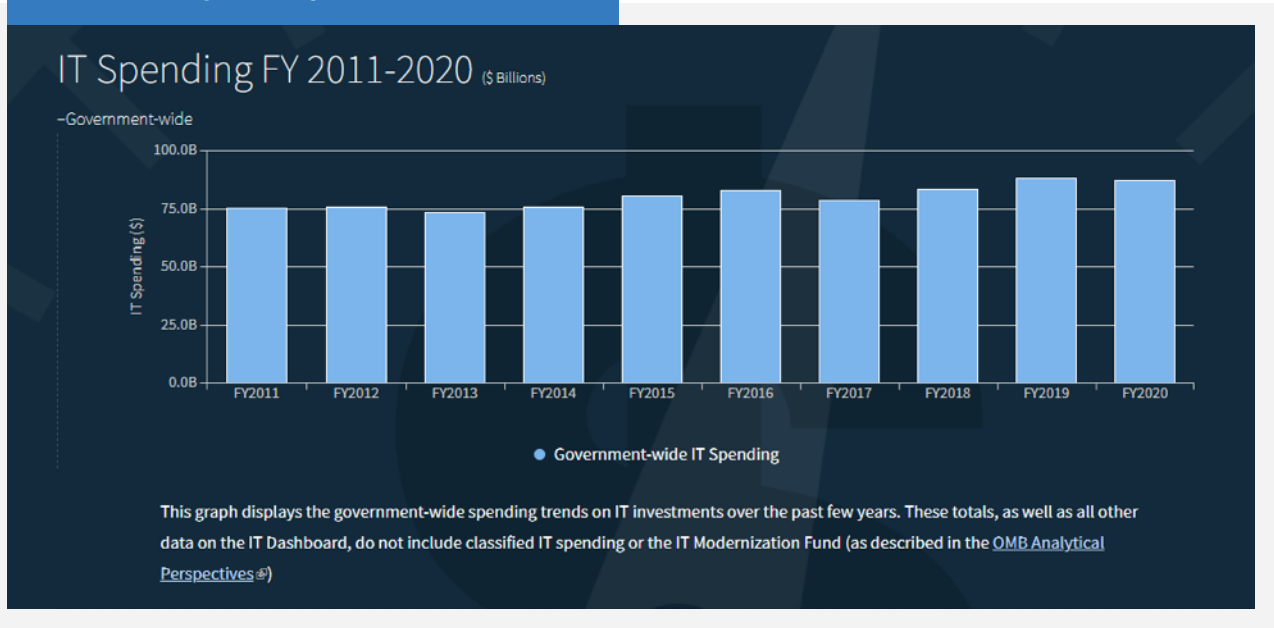 IT Spending FY 2011-2020 ($ Billions)
–Government-wide
100.0B
75.0B
50.0B
25.0B
0.0B
IT Spending ($)
FY2011 FY2012 FY2013 FY2014 FY2015 FY2016 FY2017 FY2018 FY2019 FY2020
Government-wide IT Spending
This graph displays the government-wide spending trends on IT investments over the past few years. These totals, as well as all other
data on the IT Dashboard, do not include classified IT spending or the IT Modernization Fund (as described in the OMB Analytical
Perspectives)